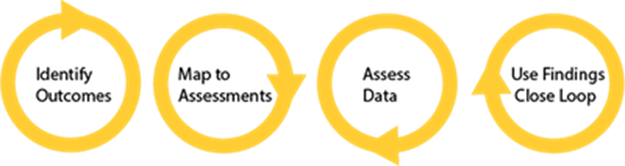 Identify
Outcomes
Map to
Assessments
Assess
Data
Use Findings
Close Loop